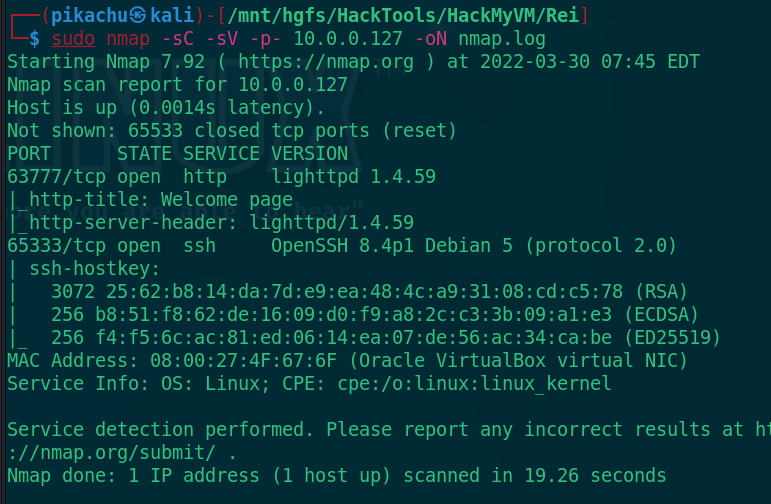 ┌──(pikachu㉿kali)-[/mnt/hgfs/HackTools/HackMyVM/Rei]
└─$ sudo nmap -sC -sV -p- 10.0.0.127 -oN nmap.log
Starting Nmap 7.92 ( https://nmap.org ) at 2022-03-30 07:45 EDT
Nmap scan report for 10.0.0.127
Host is up (0.0014s latency).
Not shown: 65533 closed tcp ports (reset)
PORT      STATE SERVICE VERSION
63777/tcp open  http    lighttpd 1.4.59
|_http-title: Welcome page
|_http-server-header: lighttpd/1.4.59
65333/tcp open  ssh     OpenSSH 8.4p1 Debian 5 (protocol 2.0)
| ssh-hostkey:
|   3072 25:62:b8:14:da:7d:e9:ea:48:4c:a9:31:08:cd:c5:78 (RSA)
|   256 b8:51:f8:62:de:16:09:d0:f9:a8:2c:c3:3b:09:a1:e3 (ECDSA)
|_  256 f4:f5:6c:ac:81:ed:06:14:ea:07:de:56:ac:34:ca:be (ED25519)
MAC Address: 08:00:27:4F:67:6F (Oracle VirtualBox virtual NIC)
Service Info: OS: Linux; CPE: cpe:/o:linux:linux_kernel

Service detection performed. Please report any incorrect results at ht
://nmap.org/submit/ .
Nmap done: 1 IP address (1 host up) scanned in 19.26 seconds